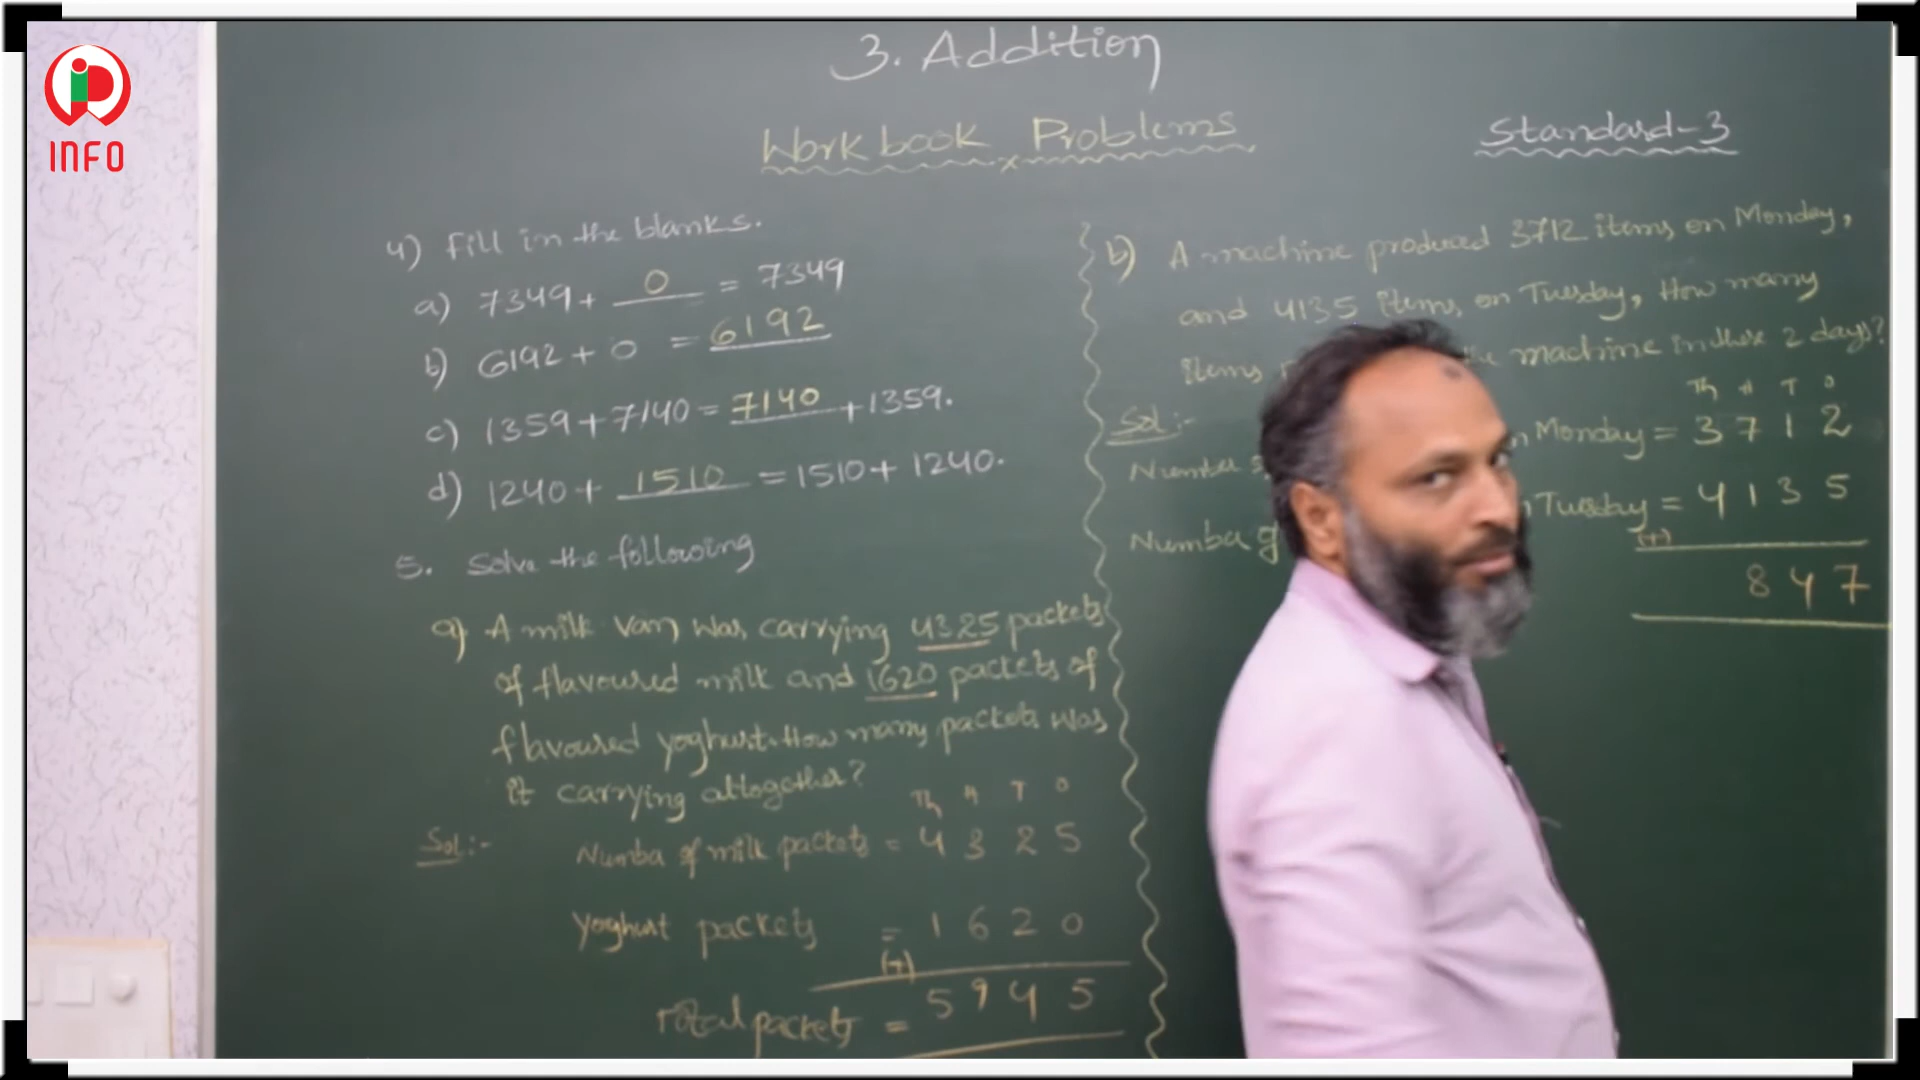 INFO
3. Addition
Workbook Problems
Standard-3
4) Fill in the blanks.
a) 7349 + 0 = 7349
b) 6192 + 0 = 6192
c) 1359 + 7140 = 7140 + 1359.
d) 1240 + 1510 = 1510 + 1240.
5. Solve the following
a) A milk van was carrying 4325 packets
of flavoured milk and 1620 packets of
flavoured yoghurt. How many packets was
it carrying altogether?
Th H T O
Sol:- Number of milk packets = 4 3 2 5
Yoghurt packets = 1 6 2 0
(+)
Total packets = 5 9 4 5
b) A machine produced 3712 items on Monday,
and 4135 items on Tuesday, How many
items machine in these 2 days?
Th H T O
Sol:-
Number Monday = 3 7 1 2
Number Tuesday = 4 1 3 5
(+)
8 4 7